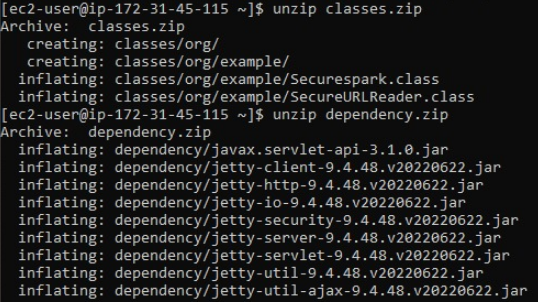 [ec2-user@ip-172-31-45-115 ~]$ unzip classes.zip
Archive:  classes.zip
   creating: classes/org/
   creating: classes/org/example/
  inflating: classes/org/example/Securespark.class
  inflating: classes/org/example/SecureURLReader.class
[ec2-user@ip-172-31-45-115 ~]$ unzip dependency.zip
Archive:  dependency.zip
  inflating: dependency/javax.servlet-api-3.1.0.jar
  inflating: dependency/jetty-client-9.4.48.v20220622.jar
  inflating: dependency/jetty-http-9.4.48.v20220622.jar
  inflating: dependency/jetty-io-9.4.48.v20220622.jar
  inflating: dependency/jetty-security-9.4.48.v20220622.jar
  inflating: dependency/jetty-server-9.4.48.v20220622.jar
  inflating: dependency/jetty-servlet-9.4.48.v20220622.jar
  inflating: dependency/jetty-util-9.4.48.v20220622.jar
  inflating: dependency/jetty-util-ajax-9.4.48.v20220622.jar